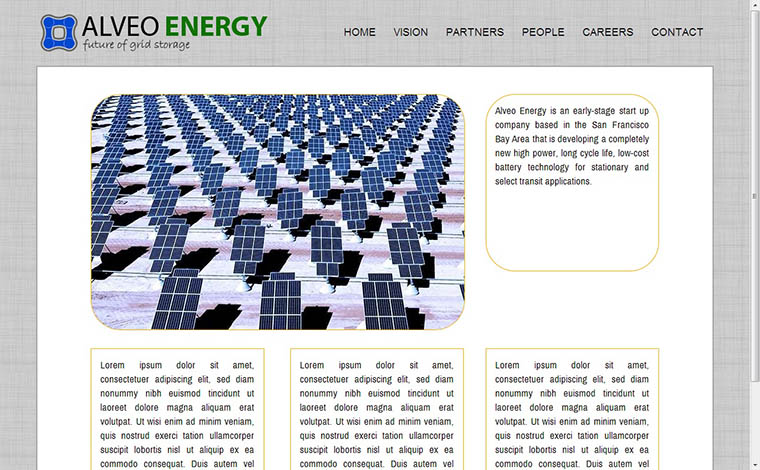 ALVEO ENERGY
future of grid storage
HOME VISION PARTNERS PEOPLE CAREERS CONTACT
Alveo Energy is an early-stage start up
company based in the San Francisco
Bay Area that is developing a completely
new high power, long cycle life, low-cost
battery technology for stationary and
select transit applications.
Lorem ipsum dolor sit amet,
consectetuer adipiscing elit, sed diam
nonummy nibh euismod tincidunt ut
laoreet dolore magna aliquam erat
volutpat. Ut wisi enim ad minim veniam,
quis nostrud exerci tation ullamcorper
suscipit lobortis nisl ut aliquip ex ea
commodo consequat. Duis autem vel
Lorem ipsum dolor sit amet,
consectetuer adipiscing elit, sed diam
nonummy nibh euismod tincidunt ut
laoreet dolore magna aliquam erat
volutpat. Ut wisi enim ad minim veniam,
quis nostrud exerci tation ullamcorper
suscipit lobortis nisl ut aliquip ex ea
commodo consequat. Duis autem vel
Lorem ipsum dolor sit amet,
consectetuer adipiscing elit, sed diam
nonummy nibh euismod tincidunt ut
laoreet dolore magna aliquam erat
volutpat. Ut wisi enim ad minim veniam,
quis nostrud exerci tation ullamcorper
suscipit lobortis nisl ut aliquip ex ea
commodo consequat. Duis autem vel